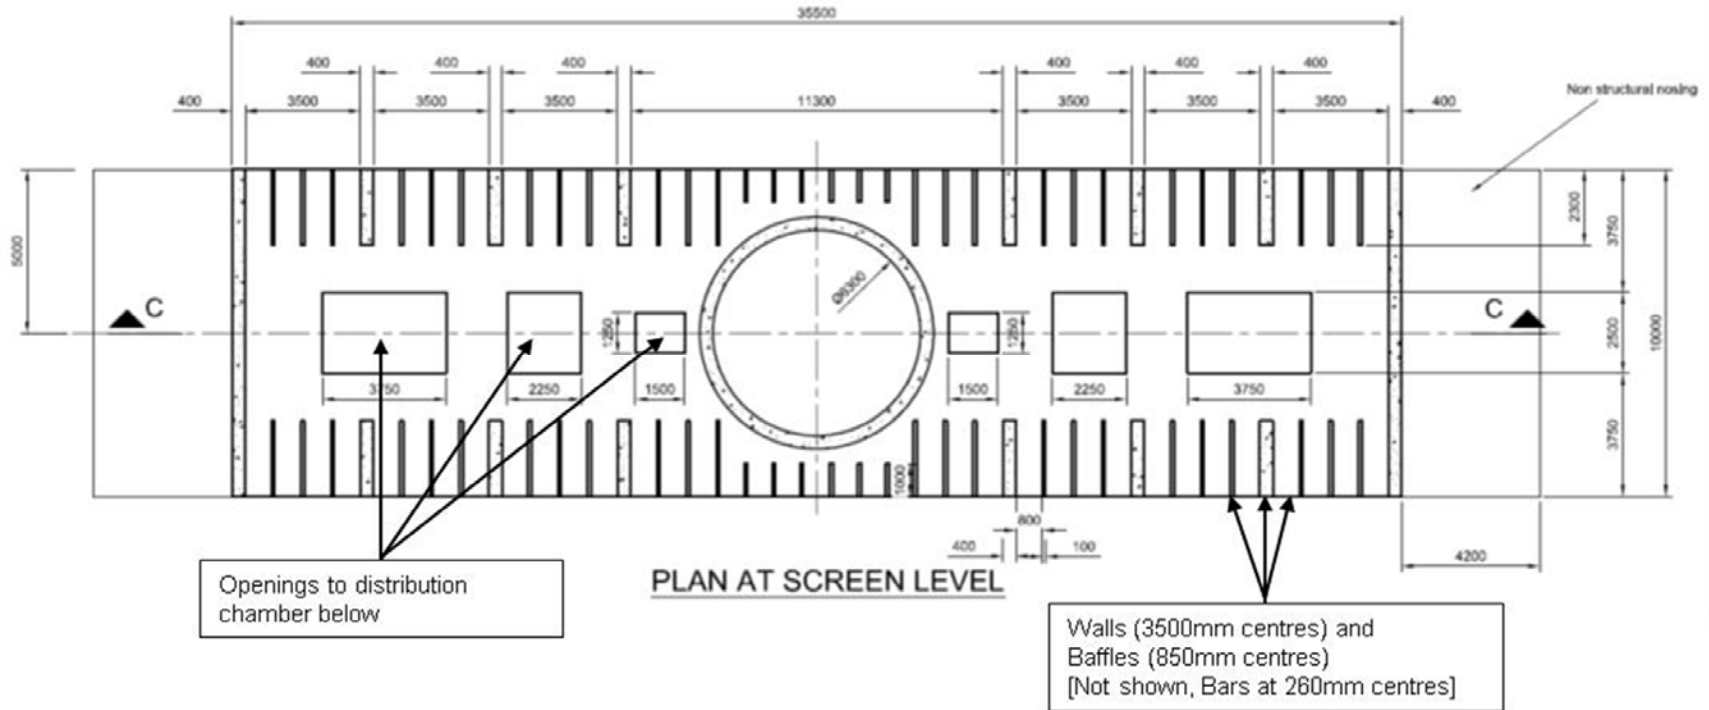 35500
400 400 400 400 400 400
400 3500 3500 3500 11300 3500 3500 3500 400
Non structural nosing
5000
2300
3750
Ø6300
C
C
1250
1250
2500
10000
3750
2250
1500
1500
2250
3750
3750
1000
800
400
100
4200
Openings to distribution
chamber below
PLAN AT SCREEN LEVEL
Walls (3500mm centres) and
Baffles (850mm centres)
[Not shown, Bars at 260mm centres]